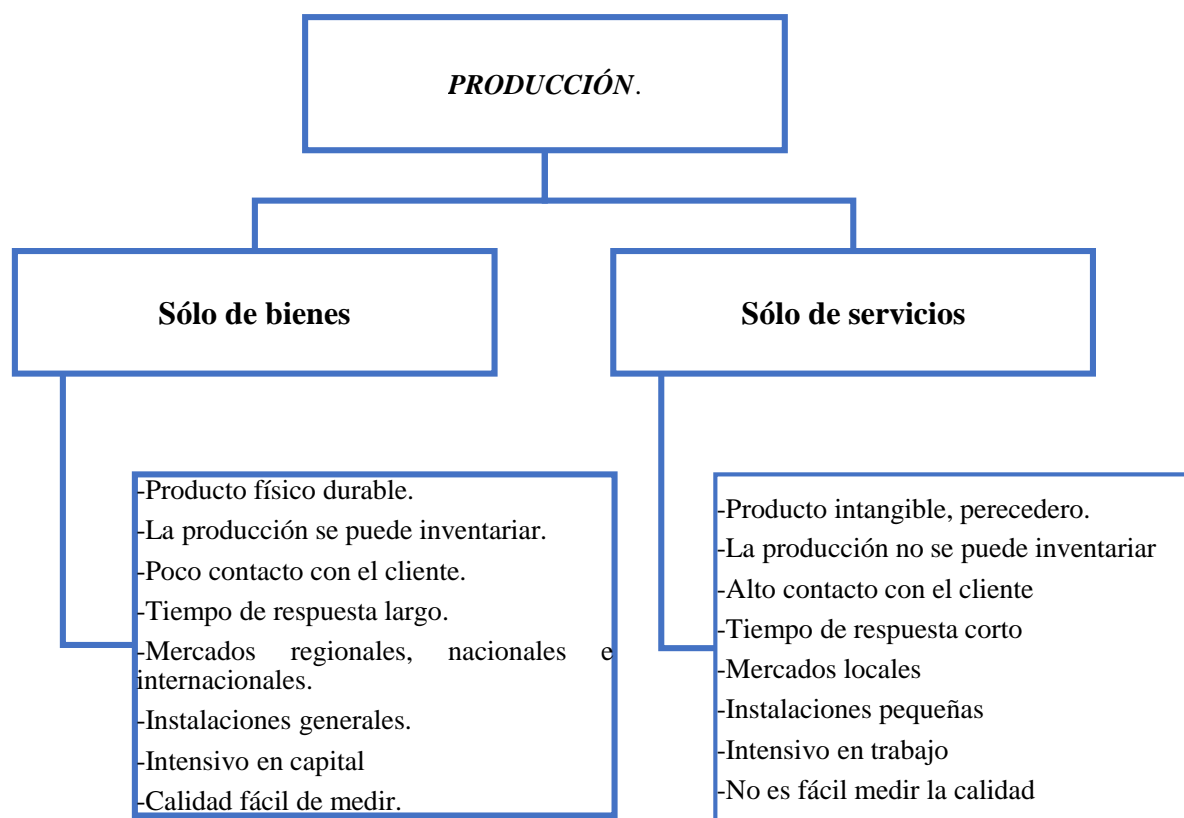 PRODUCCIÓN.
Sólo de bienes
Sólo de servicios
-Producto físico durable.
-La producción se puede inventariar.
-Poco contacto con el cliente.
-Tiempo de respuesta largo.
-Mercados regionales, nacionales e
internacionales.
-Instalaciones generales.
-Intensivo en capital
-Calidad fácil de medir.
-Producto intangible, perecedero.
-La producción no se puede inventariar
-Alto contacto con el cliente
-Tiempo de respuesta corto
-Mercados locales
-Instalaciones pequeñas
-Intensivo en trabajo
-No es fácil medir la calidad